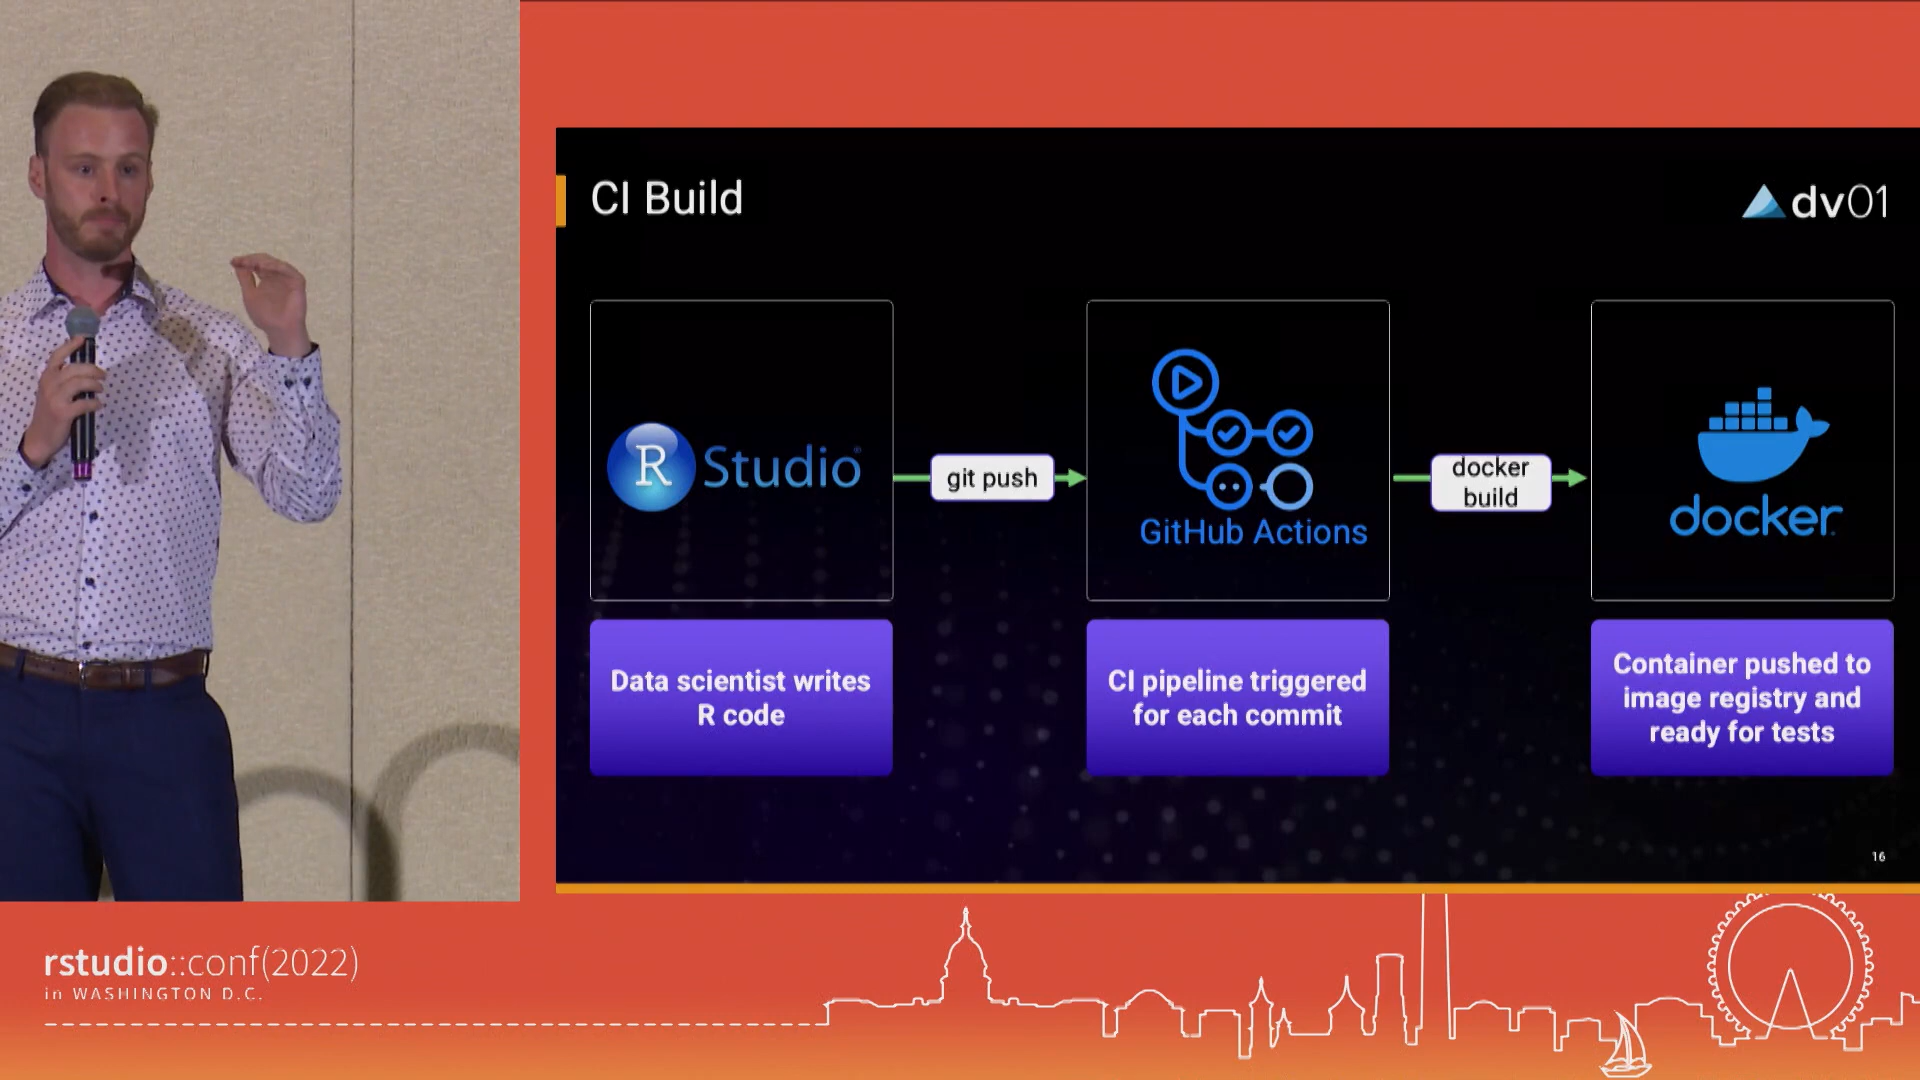 CI Build
dv01
R Studio
git push
GitHub Actions
docker
build
docker
Data scientist writes
R code
CI pipeline triggered
for each commit
Container pushed to
image registry and
ready for tests
16
rstudio::conf(2022)
in WASHINGTON D.C.